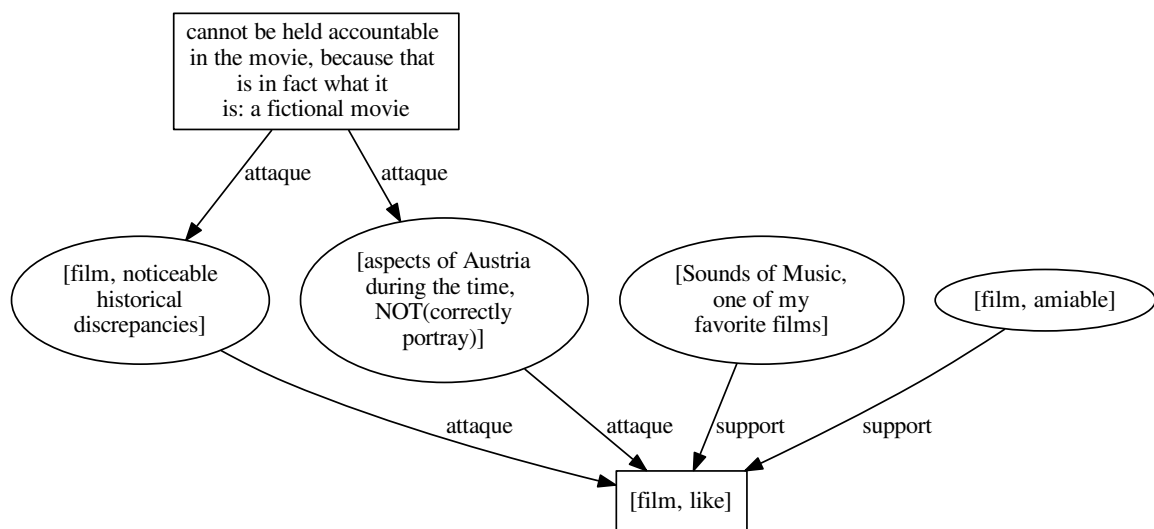 cannot be held accountable
in the movie, because that
is in fact what it
is: a fictional movie
attaque
attaque
[film, noticeable
historical
discrepancies]
[aspects of Austria
during the time,
NOT(correctly
portray)]
[Sounds of Music,
one of my
favorite films]
[film, amiable]
attaque
attaque
support
support
[film, like]